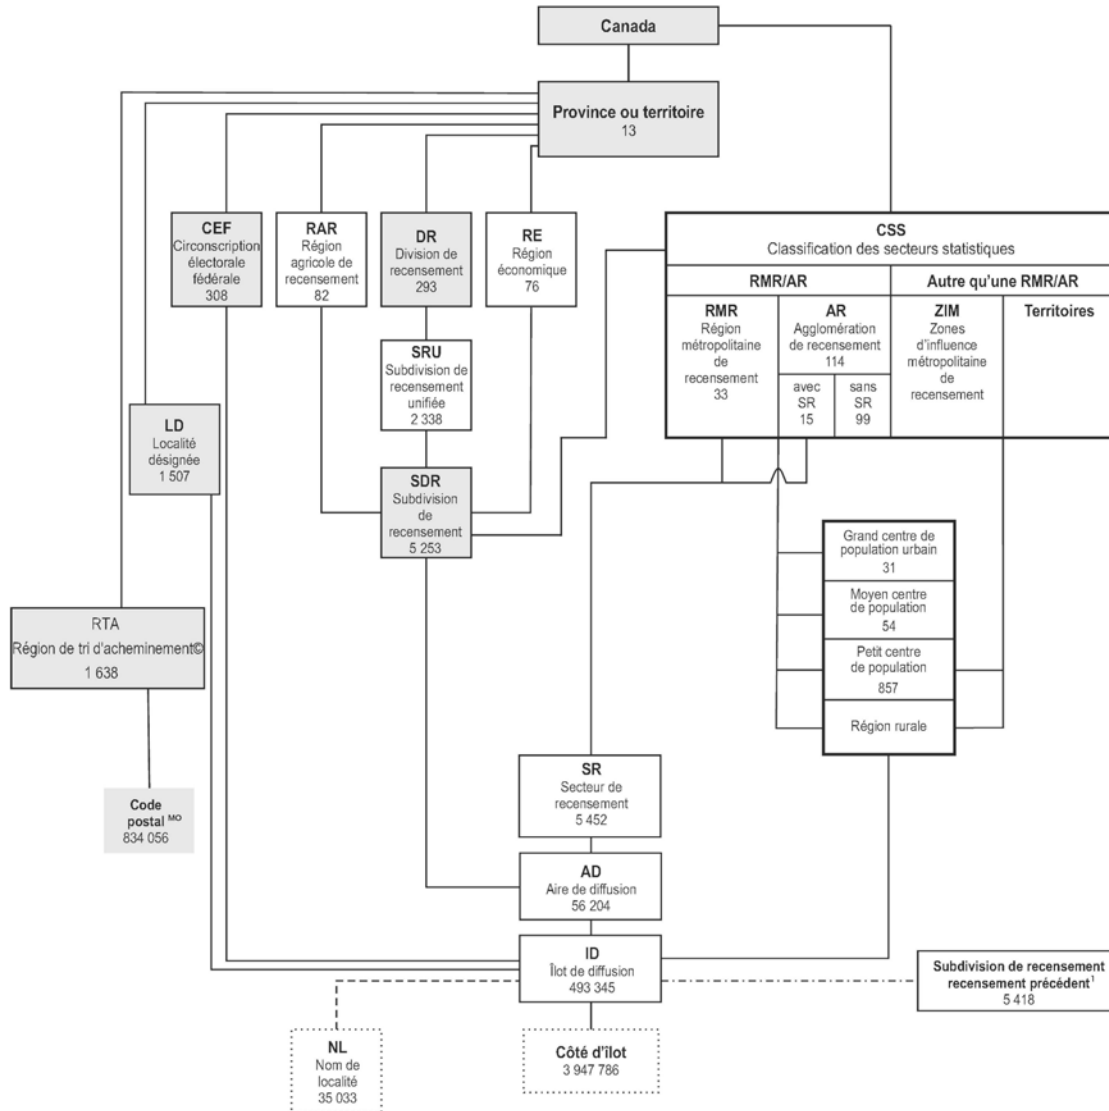 Canada
Province ou territoire
13
CEF
Circonscription
électorale
fédérale
308
RAR
Région
agricole de
recensement
82
DR
Division de
recensement
293
RE
Région
économique
76
CSS
Classification des secteurs statistiques
RMR/AR
Autre qu'une RMR/AR
RMR
Région
métropolitaine
de
recensement
33
AR
Agglomération
de recensement
114
avec
SR
15
sans
SR
99
ZIM
Zones
d'influence
métropolitaine
de
recensement
Territoires
SRU
Subdivision de
recensement
unifiée
2 338
LD
Localité
désignée
1 507
SDR
Subdivision
de
recensement
5 253
Grand centre de
population urbain
31
Moyen centre
de population
54
Petit centre
de population
857
Région rurale
RTA
Région de tri d'acheminement©
1 638
Code
postal MO
834 056
SR
Secteur de
recensement
5 452
AD
Aire de diffusion
56 204
ID
Îlot de diffusion
493 345
Subdivision de recensement
recensement précédent¹
5 418
NL
Nom de
localité
35 033
Côté d'îlot
3 947 786